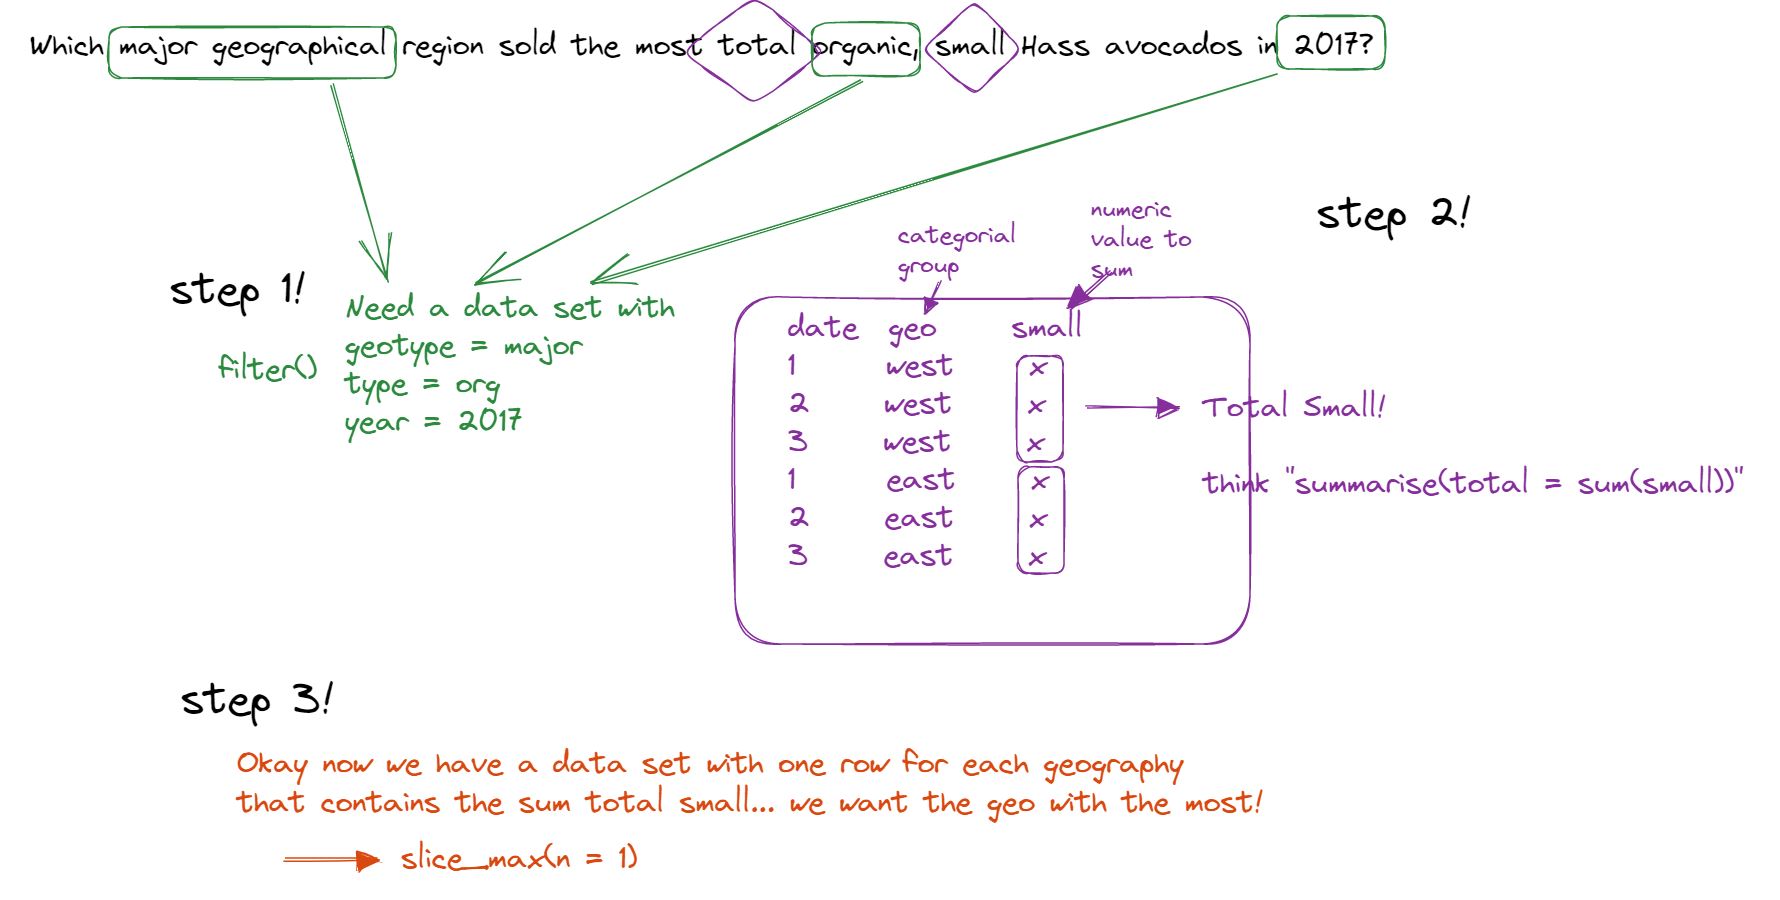 Which major geographical region sold the most total organic, small Hass avocados in 2017?
step 1!
Need a data set with
filter()
geotype = major
type = org
year = 2017
step 2!
categorial
group
numeric
value to
sum
date geo small
1 west x
2 west x
3 west x
1 east x
2 east x
3 east x
Total Small!
think "summarise(total = sum(small))"
step 3!
Okay now we have a data set with one row for each geography
that contains the sum total small... we want the geo with the most!
slice_max(n = 1)